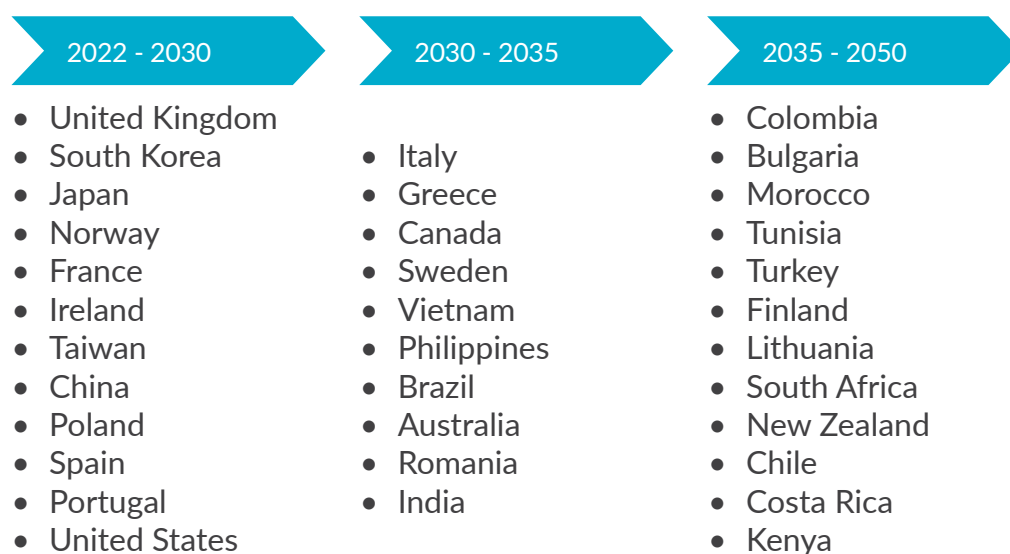 2022 - 2030
• United Kingdom
• South Korea
• Japan
• Norway
• France
• Ireland
• Taiwan
• China
• Poland
• Spain
• Portugal
• United States
2030 - 2035
• Italy
• Greece
• Canada
• Sweden
• Vietnam
• Philippines
• Brazil
• Australia
• Romania
• India
2035 - 2050
• Colombia
• Bulgaria
• Morocco
• Tunisia
• Turkey
• Finland
• Lithuania
• South Africa
• New Zealand
• Chile
• Costa Rica
• Kenya